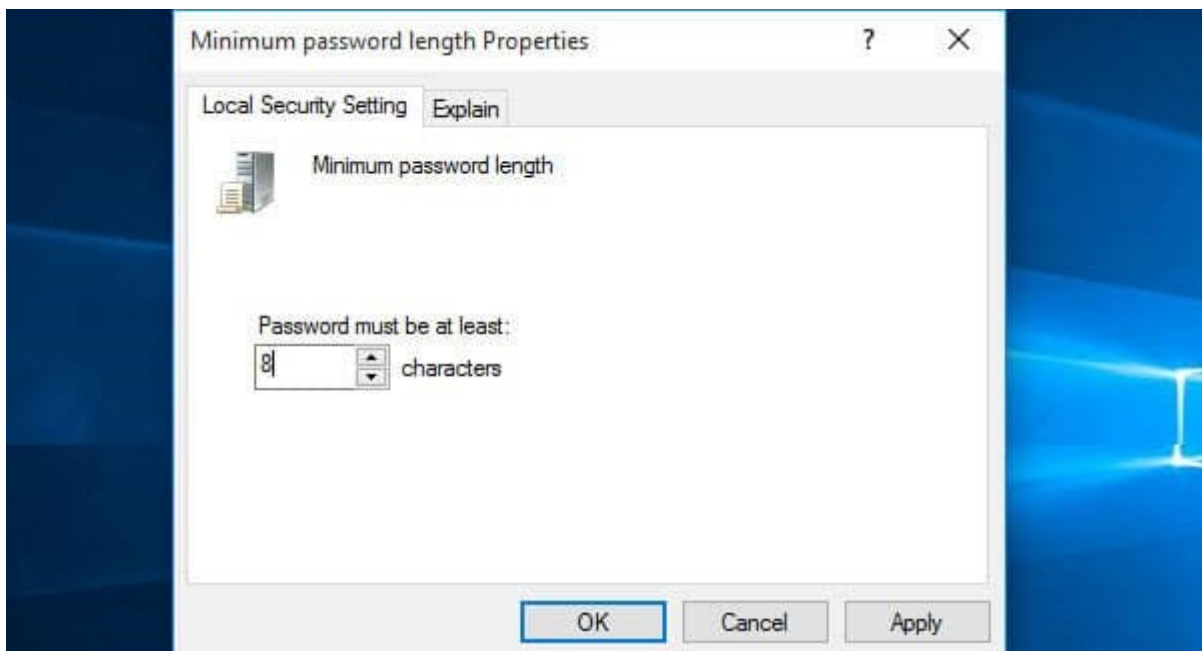 Minimum password length Properties
Local Security Setting Explain
Minimum password length
Password must be at least:
8 characters
OK Cancel Apply